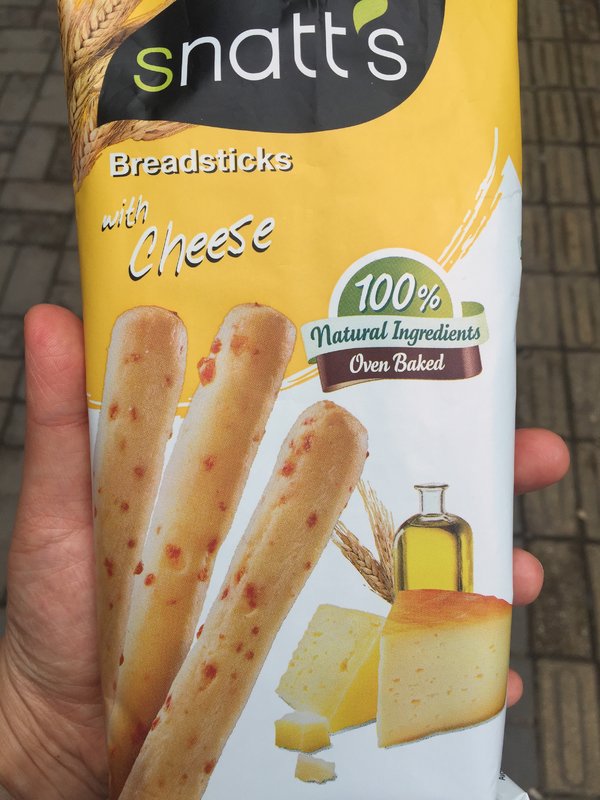 snatt's
Breadsticks
with
Cheese
100%
Natural Ingredients
Oven Baked